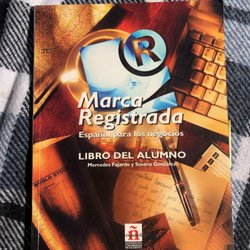 R
Marca
Registrada
Español para los negocios
LIBRO DEL ALUMNO
Mercedes Fajardo y Susana González
ñ